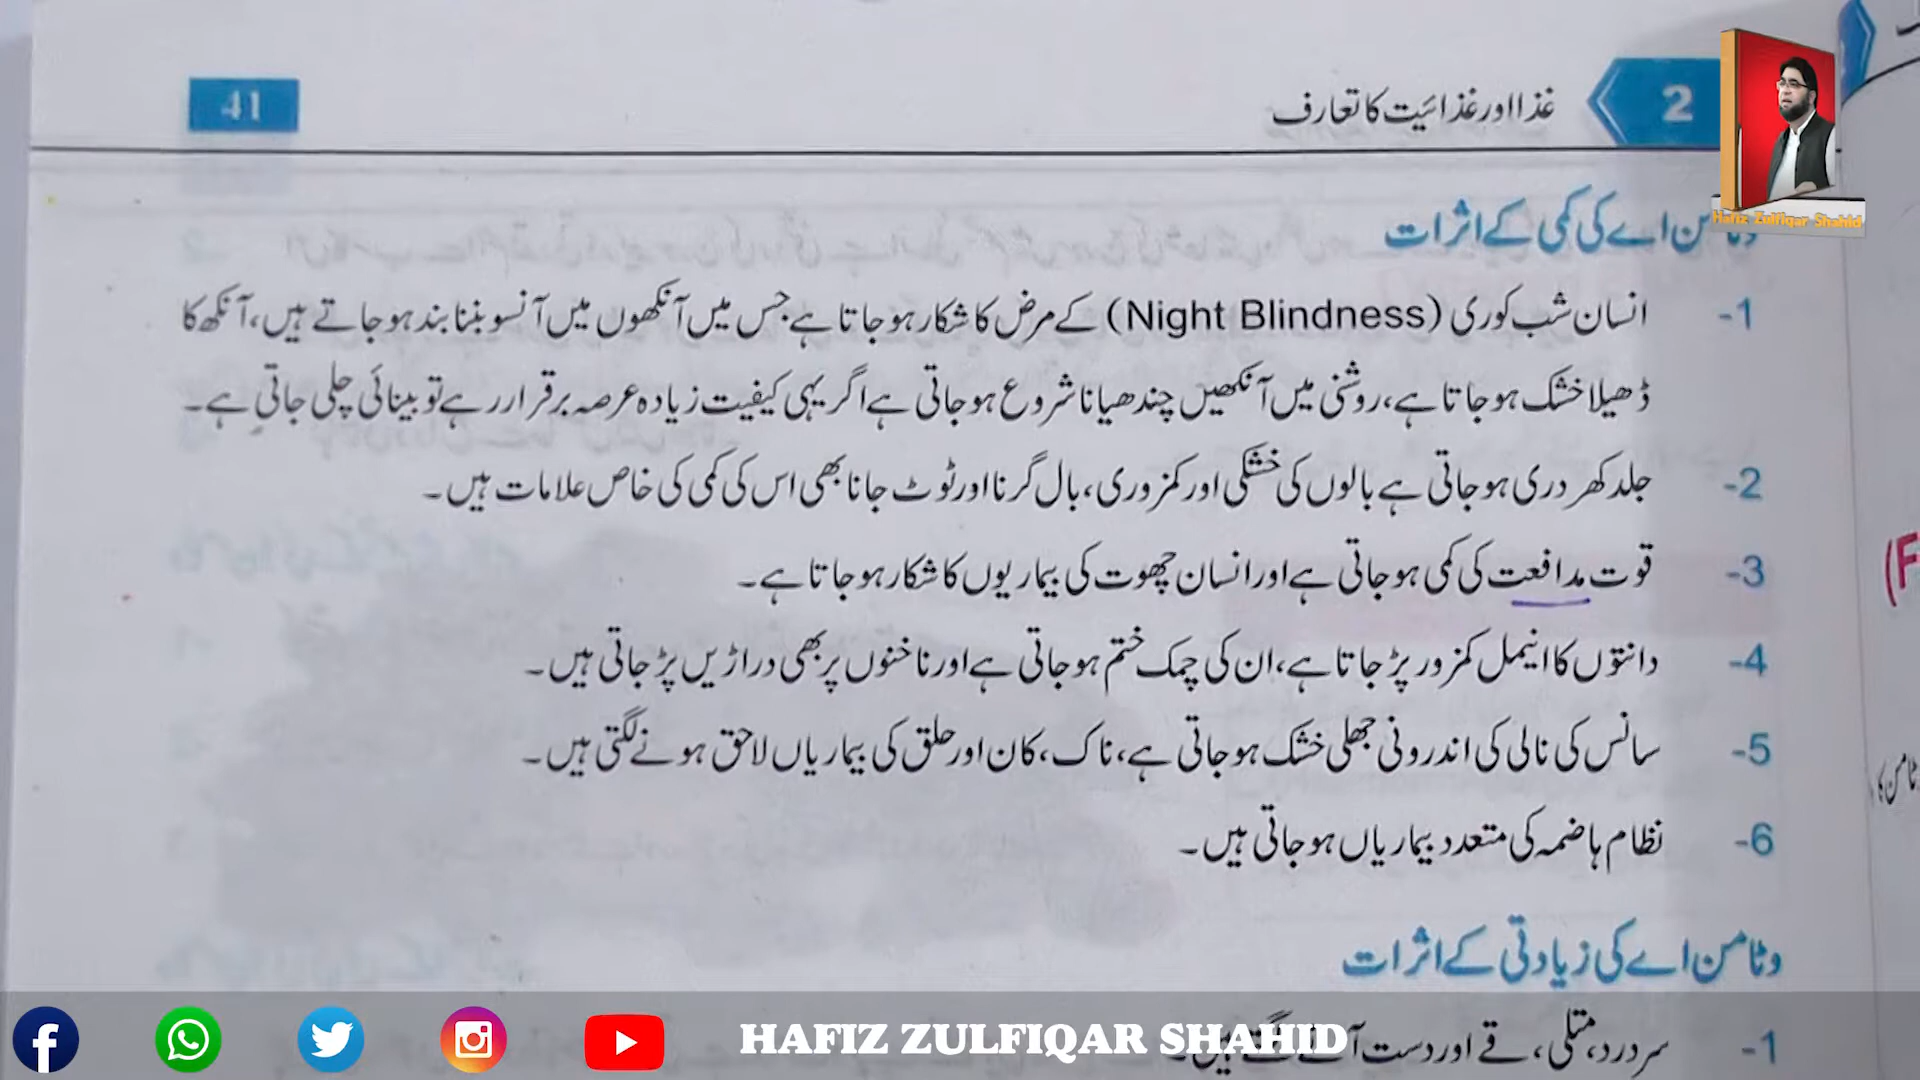 2 غذا اور غذائیت کا تعارف 41
Hafiz Zulfiqar Shahid
وٹامن اے کی کمی کے اثرات
1- انسان شب کوری (Night Blindness) کے مرض کا شکار ہو جاتا ہے جس میں آنکھوں میں آنسو بننا بند ہو جاتے ہیں، آنکھ کا
ڈھیلا خشک ہو جاتا ہے، روشنی میں آنکھیں چندھیانا شروع ہو جاتی ہے اگر یہی کیفیت زیادہ عرصہ برقرار رہے تو بینائی چلی جاتی ہے۔
2- جلد کھردری ہو جاتی ہے بالوں کی خشکی اور کمزوری، بال گرنا اور ٹوٹ جانا بھی اس کی کمی کی خاص علامات ہیں۔
3- قوت مدافعت کی کمی ہو جاتی ہے اور انسان چھوت کی بیماریوں کا شکار ہو جاتا ہے۔
4- دانتوں کا انیمل کمزور پڑ جاتا ہے، ان کی چمک ختم ہو جاتی ہے اور ناخنوں پر بھی دراڑیں پڑ جاتی ہیں۔
5- سانس کی نالی کی اندرونی جھلی خشک ہو جاتی ہے، ناک، کان اور حلق کی بیماریاں لاحق ہونے لگتی ہیں۔
6- نظام ہاضمہ کی متعدد بیماریاں ہو جاتی ہیں۔
وٹامن اے کی زیادتی کے اثرات
1- سر درد، متلی، قے اور دست آنے لگتے ہیں۔
HAFIZ ZULFIQAR SHAHID